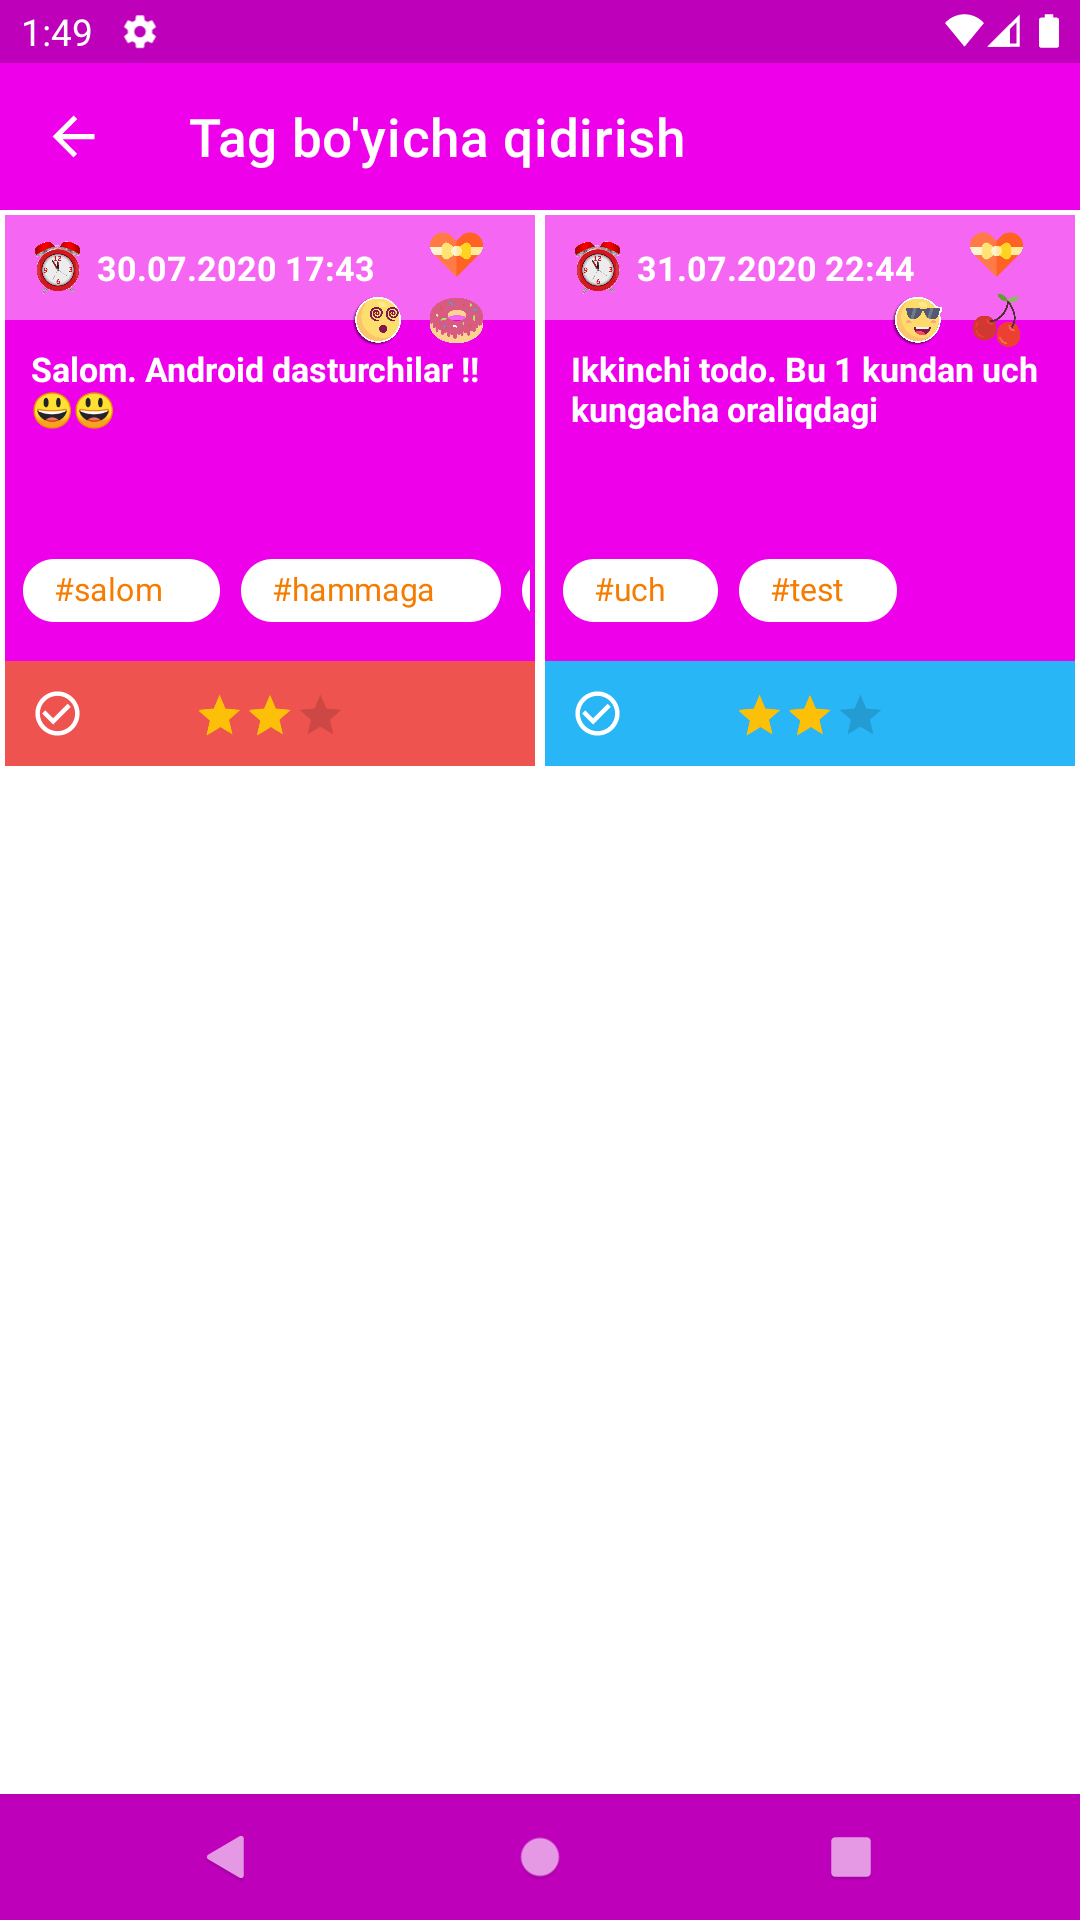 1:49
Tag bo'yicha qidirish
30.07.2020 17:43
Salom. Android dasturchilar !!
😃😃
#salom #hammaga
31.07.2020 22:44
Ikkinchi todo. Bu 1 kundan uch
kungacha oraliqdagi
#uch #test